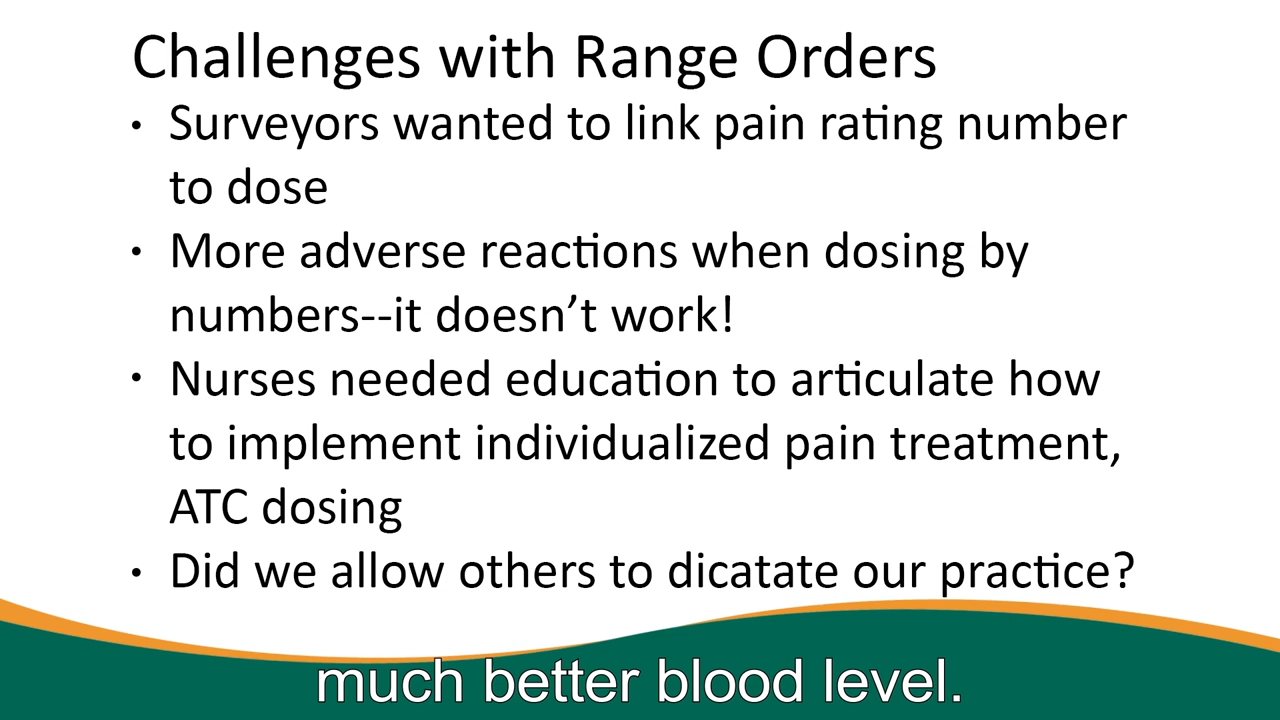 Challenges with Range Orders
• Surveyors wanted to link pain rating number
to dose
• More adverse reactions when dosing by
numbers--it doesn’t work!
• Nurses needed education to articulate how
to implement individualized pain treatment,
ATC dosing
• Did we allow others to dicatate our practice?
much better blood level.